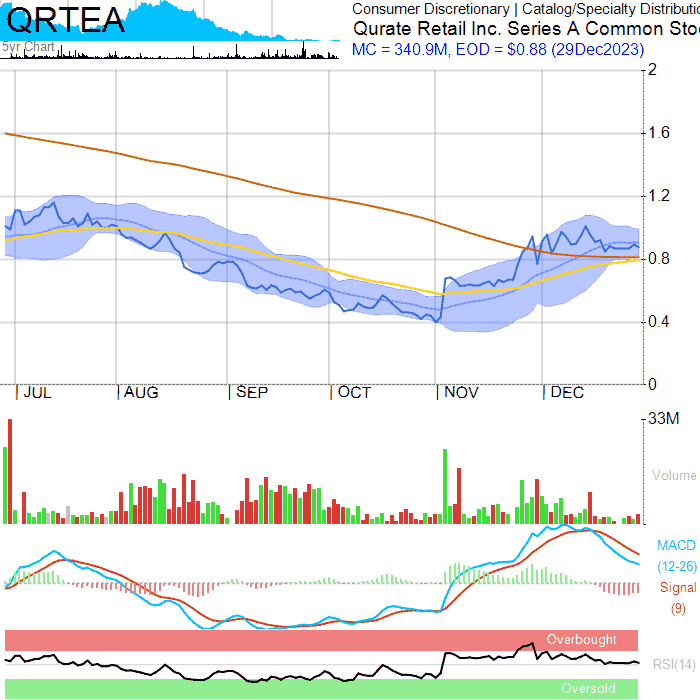 QRTEA
5yr Chart
Consumer Discretionary | Catalog/Specialty Distributio
Qurate Retail Inc. Series A Common Sto
MC = 340.9M, EOD = $0.88 (29Dec2023)
2
1.6
1.2
0.8
0.4
0
JUL AUG SEP OCT NOV DEC
33M
Volume
MACD
(12-26)
Signal
(9)
Overbought
RSI(14)
Oversold